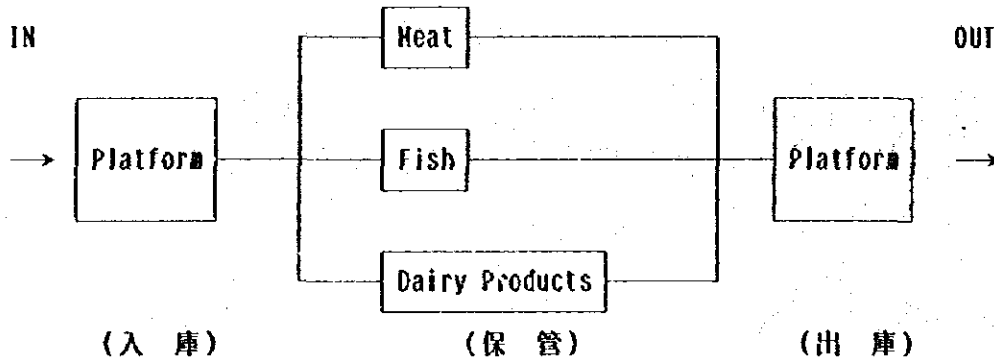 IN
OUT
Meat
Platform
Fish
Platform
Dairy Products
(入 庫)
(保 管)
(出 庫)